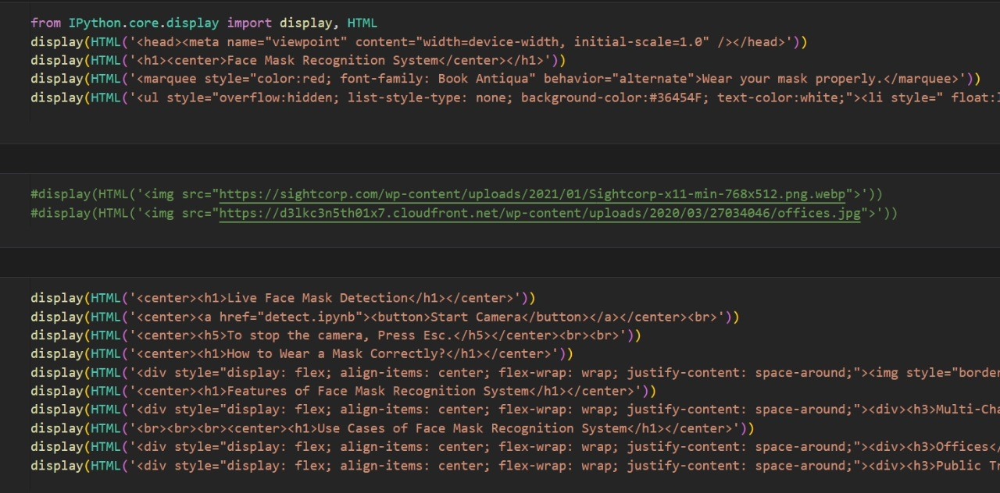 from IPython.core.display import display, HTML
display(HTML('<head><meta name="viewpoint" content="width=device-width, initial-scale=1.0" /></head>'))
display(HTML('<h1><center>Face Mask Recognition System</center></h1>'))
display(HTML('<marquee style="color:red; font-family: Book Antiqua" behavior="alternate">Wear your mask properly.</marquee>'))
display(HTML('<ul style="overflow:hidden; list-style-type: none; background-color:#36454F; text-color:white;"><li style=" float:
#display(HTML('<img src="https://sightcorp.com/wp-content/uploads/2021/01/Sightcorp-x11-min-768x512.png.webp">'))
#display(HTML('<img src="https://d3lkc3n5th01x7.cloudfront.net/wp-content/uploads/2020/03/27034046/offices.jpg">'))
display(HTML('<center><h1>Live Face Mask Detection</h1></center>'))
display(HTML('<center><a href="detect.ipynb"><button>Start Camera</button></a></center><br>'))
display(HTML('<center><h5>To stop the camera, Press Esc.</h5></center><br><br>'))
display(HTML('<center><h1>How to Wear a Mask Correctly?</h1></center>'))
display(HTML('<div style="display: flex; align-items: center; flex-wrap: wrap; justify-content: space-around;"><img style="border
display(HTML('<center><h1>Features of Face Mask Recognition System</h1></center>'))
display(HTML('<div style="display: flex; align-items: center; flex-wrap: wrap; justify-content: space-around;"><div><h3>Multi-Cha
display(HTML('<br><br><br><center><h1>Use Cases of Face Mask Recognition System</h1></center>'))
display(HTML('<div style="display: flex; align-items: center; flex-wrap: wrap; justify-content: space-around;"><div><h3>Offices</
display(HTML('<div style="display: flex; align-items: center; flex-wrap: wrap; justify-content: space-around;"><div><h3>Public Tr